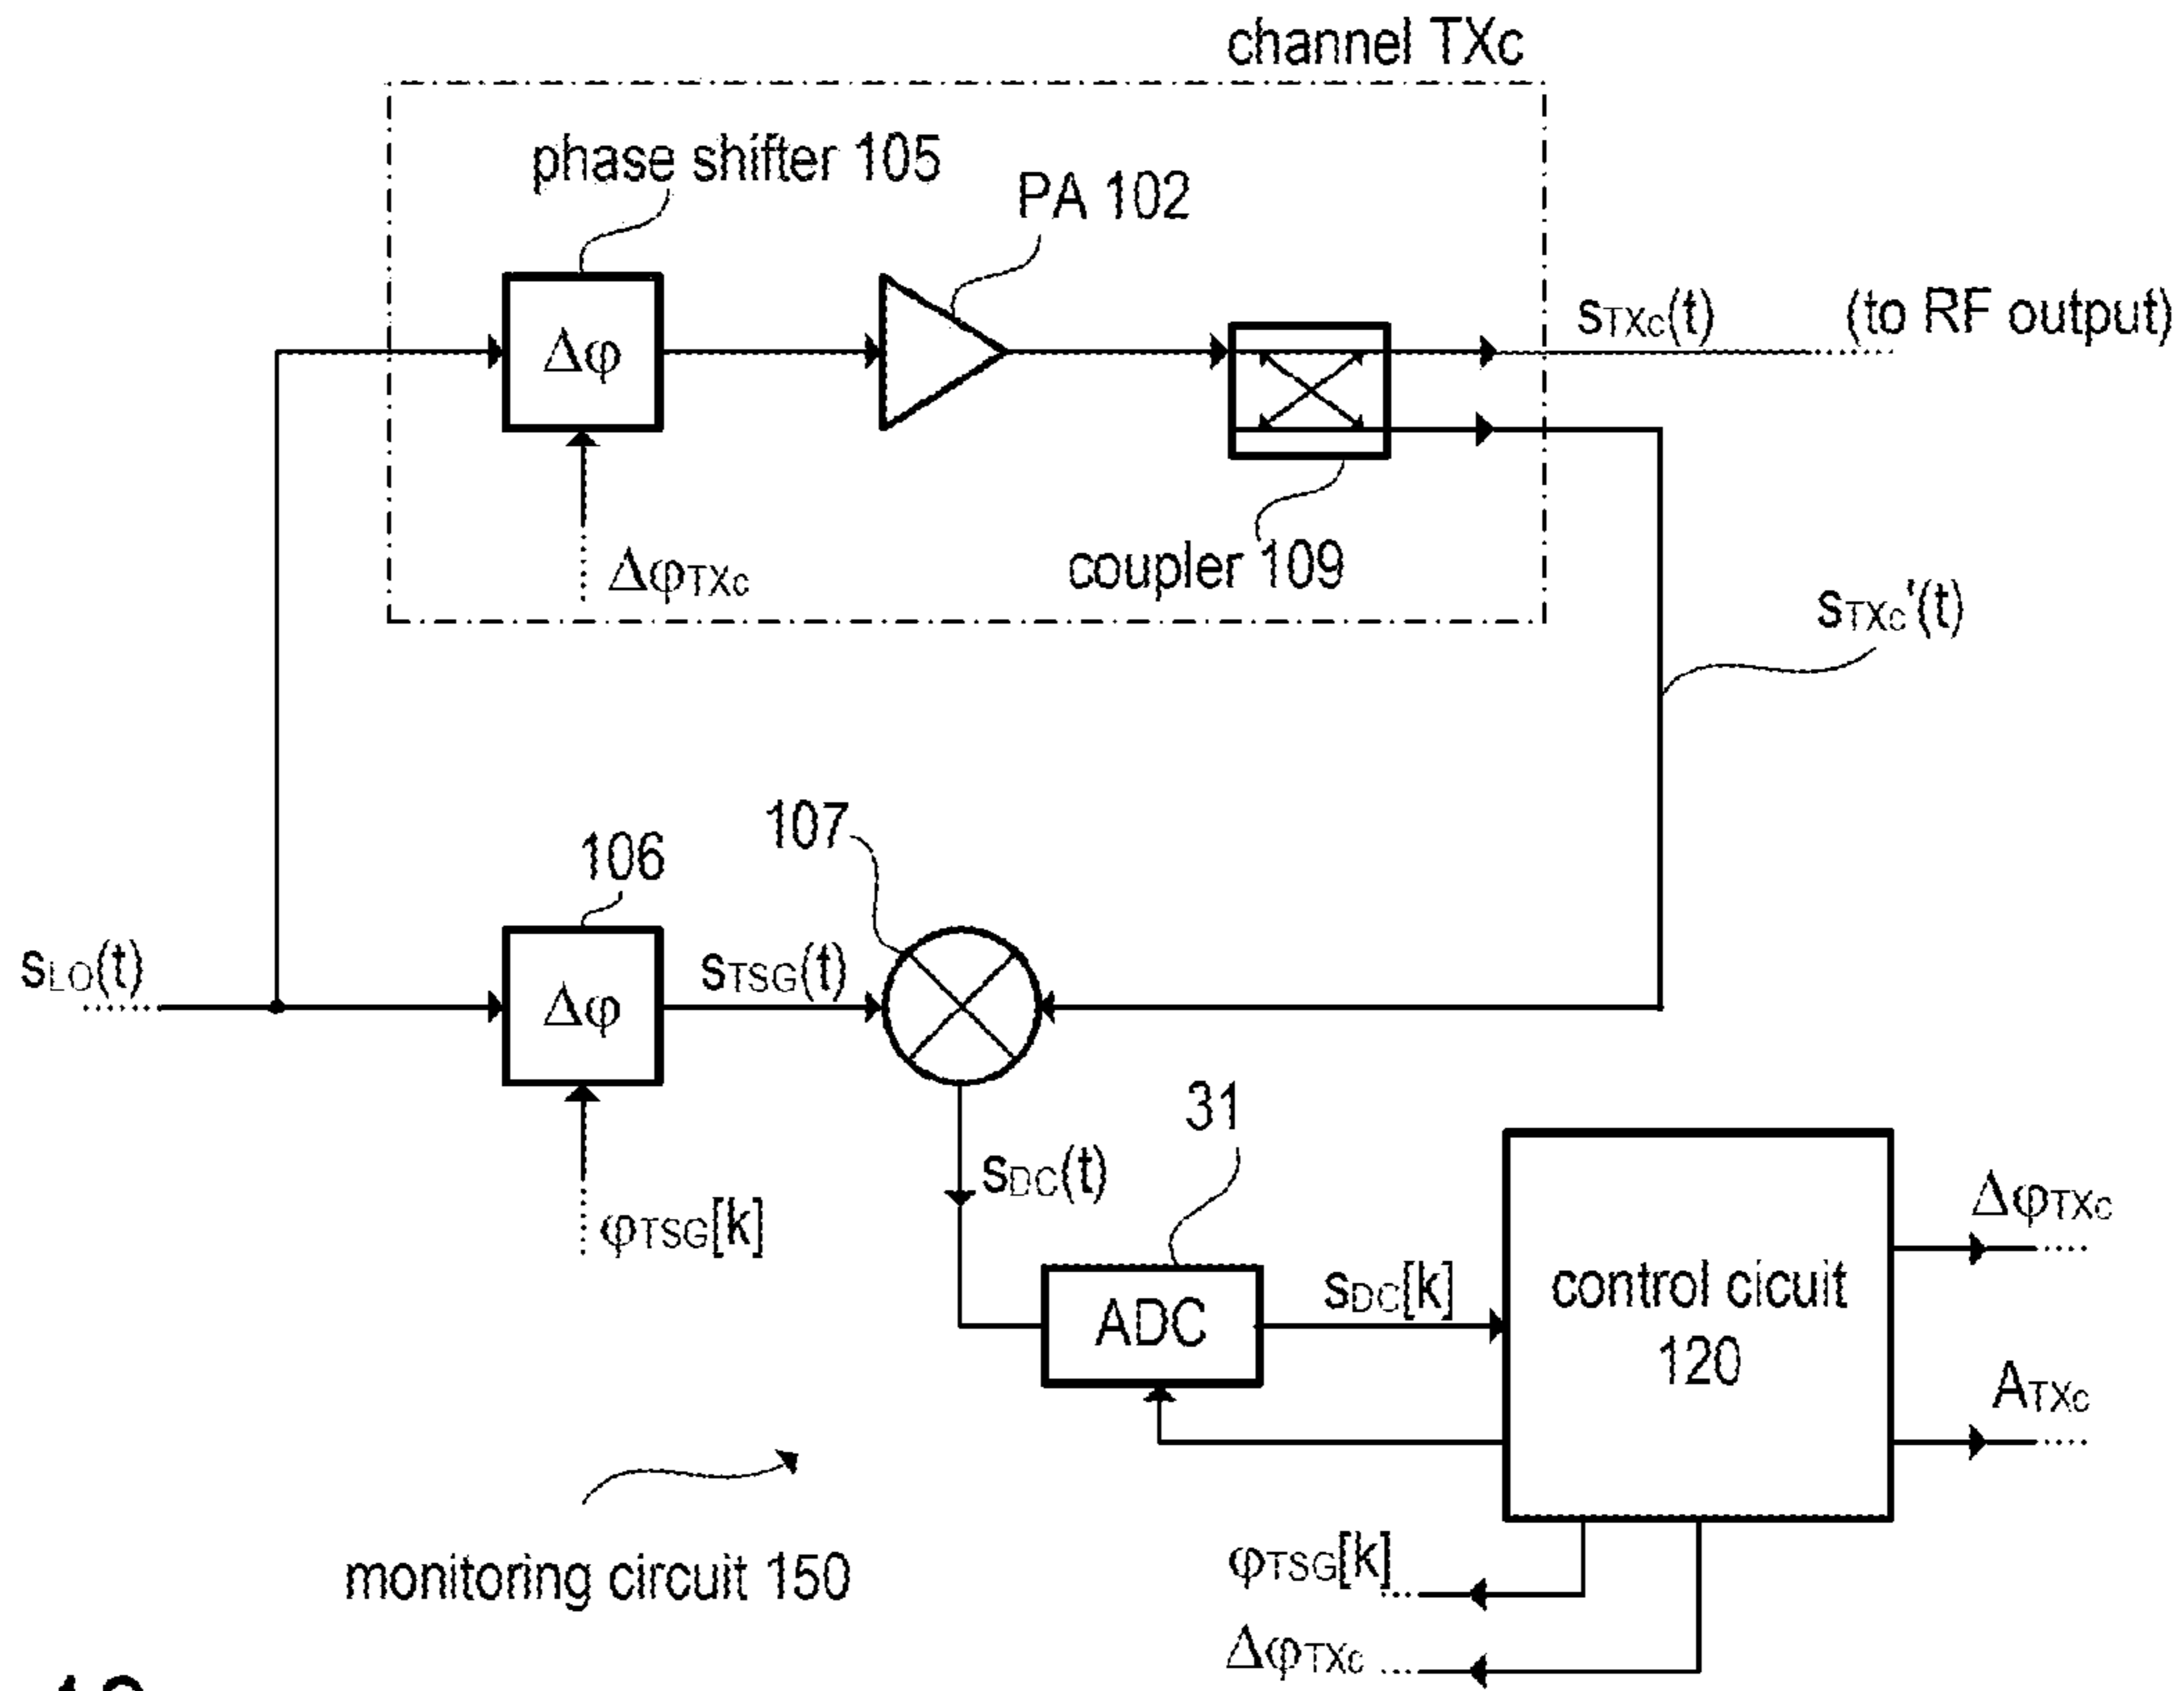 channel TXc
phase shifter 105
PA 102
Δφ
sTXc(t) (to RF output)
ΔφTXc
coupler 109
sTXc'(t)
107
106
sLO(t)
Δφ
sTSG(t)
31
φTSG[k]
sDC(t)
ADC
sDC[k]
control cicuit
120
ΔφTXc
ATXc
monitoring circuit 150
φTSG[k]
ΔφTXc